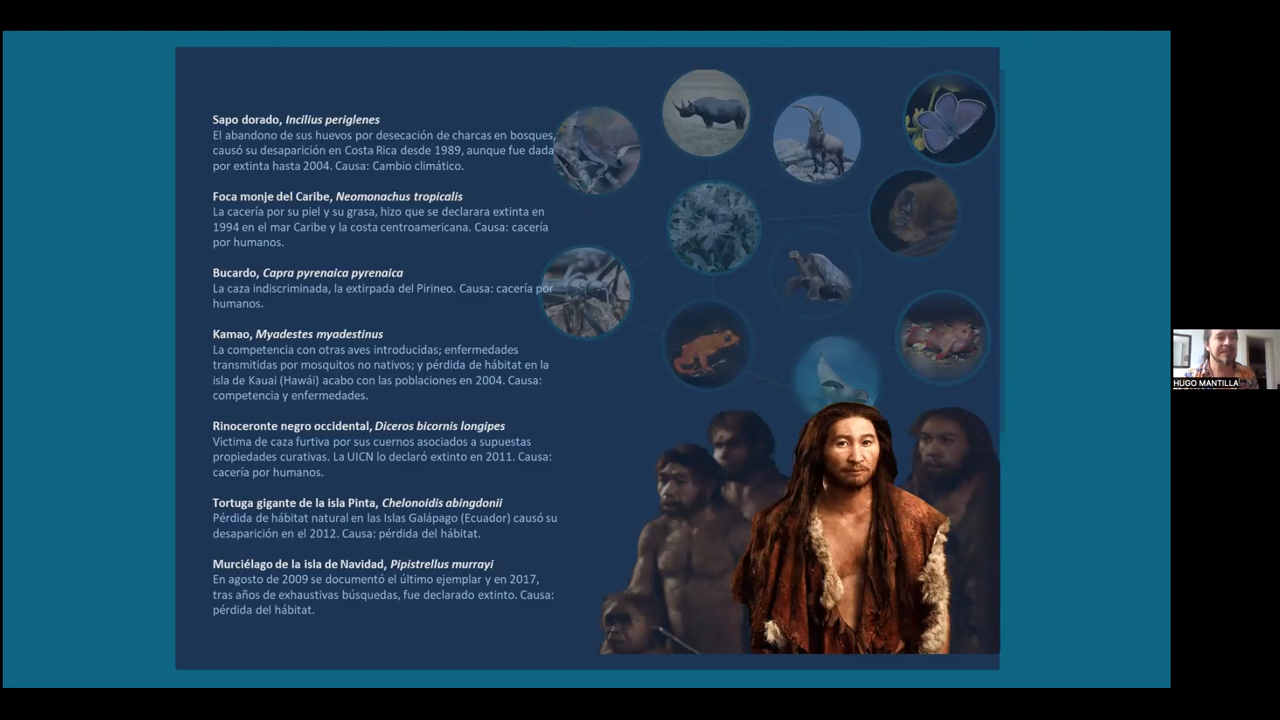 Sapo dorado, Incilius periglenes
El abandono de sus huevos por desecación de charcas en bosques,
causó su desaparición en Costa Rica desde 1989, aunque fue dada
por extinta hasta 2004. Causa: Cambio climático.
Foca monje del Caribe, Neomonachus tropicalis
La cacería por su piel y su grasa, hizo que se declarara extinta en
1994 en el mar Caribe y la costa centroamericana. Causa: cacería
por humanos.
Bucardo, Capra pyrenaica pyrenaica
La caza indiscriminada, la extirpada del Pirineo. Causa: cacería por
humanos.
Kamao, Myadestes myadestinus
La competencia con otras aves introducidas; enfermedades
transmitidas por mosquitos no nativos; y pérdida de hábitat en la
isla de Kauai (Hawái) acabo con las poblaciones en 2004. Causa:
competencia y enfermedades.
Rinoceronte negro occidental, Diceros bicornis longipes
Victima de caza furtiva por sus cuernos asociados a supuestas
propiedades curativas. La UICN lo declaró extinto en 2011. Causa:
cacería por humanos.
Tortuga gigante de la isla Pinta, Chelonoidis abingdonii
Pérdida de hábitat natural en las Islas Galápago (Ecuador) causó su
desaparición en el 2012. Causa: pérdida del hábitat.
Murciélago de la isla de Navidad, Pipistrellus murrayi
En agosto de 2009 se documentó el último ejemplar y en 2017,
tras años de exhaustivas búsquedas, fue declarado extinto. Causa:
pérdida del hábitat.
HUGO MANTILLA